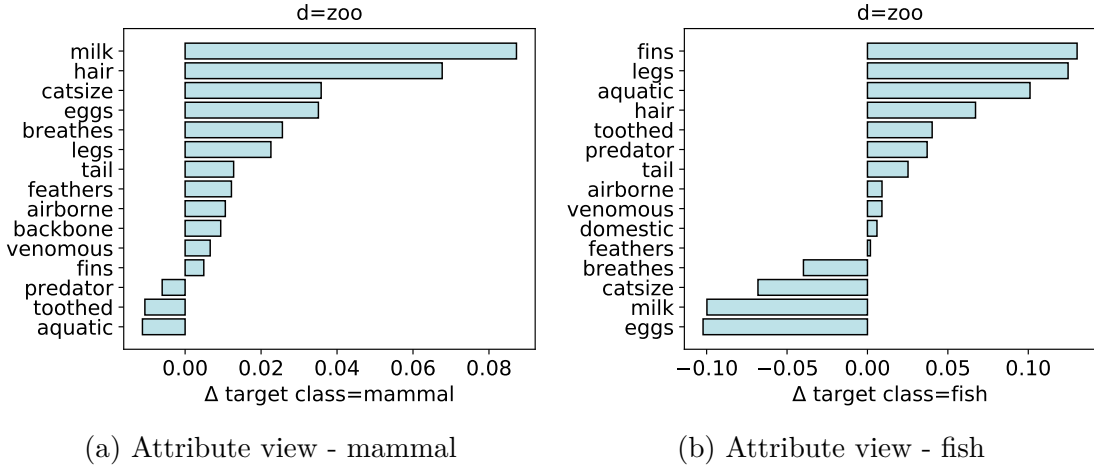 d=zoo
milk
hair
catsize
eggs
breathes
legs
tail
feathers
airborne
backbone
venomous
fins
predator
toothed
aquatic
0.00 0.02 0.04 0.06 0.08
Δ target class=mammal
(a) Attribute view - mammal
d=zoo
fins
legs
aquatic
hair
toothed
predator
tail
airborne
venomous
domestic
feathers
breathes
catsize
milk
eggs
−0.10 −0.05 0.00 0.05 0.10
Δ target class=fish
(b) Attribute view - fish